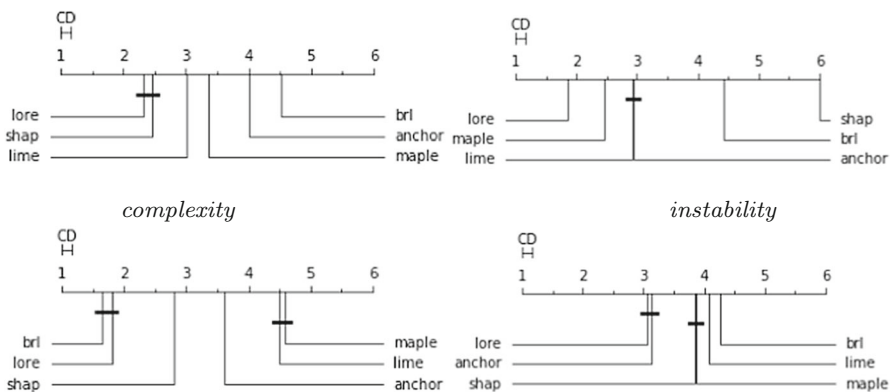 CD
1 2 3 4 5 6
lore brl
shap anchor
lime maple
CD
1 2 3 4 5 6
lore shap
maple brl
lime anchor
complexity
instability
CD
1 2 3 4 5 6
brl maple
lore lime
shap anchor
CD
1 2 3 4 5 6
lore brl
anchor lime
shap maple